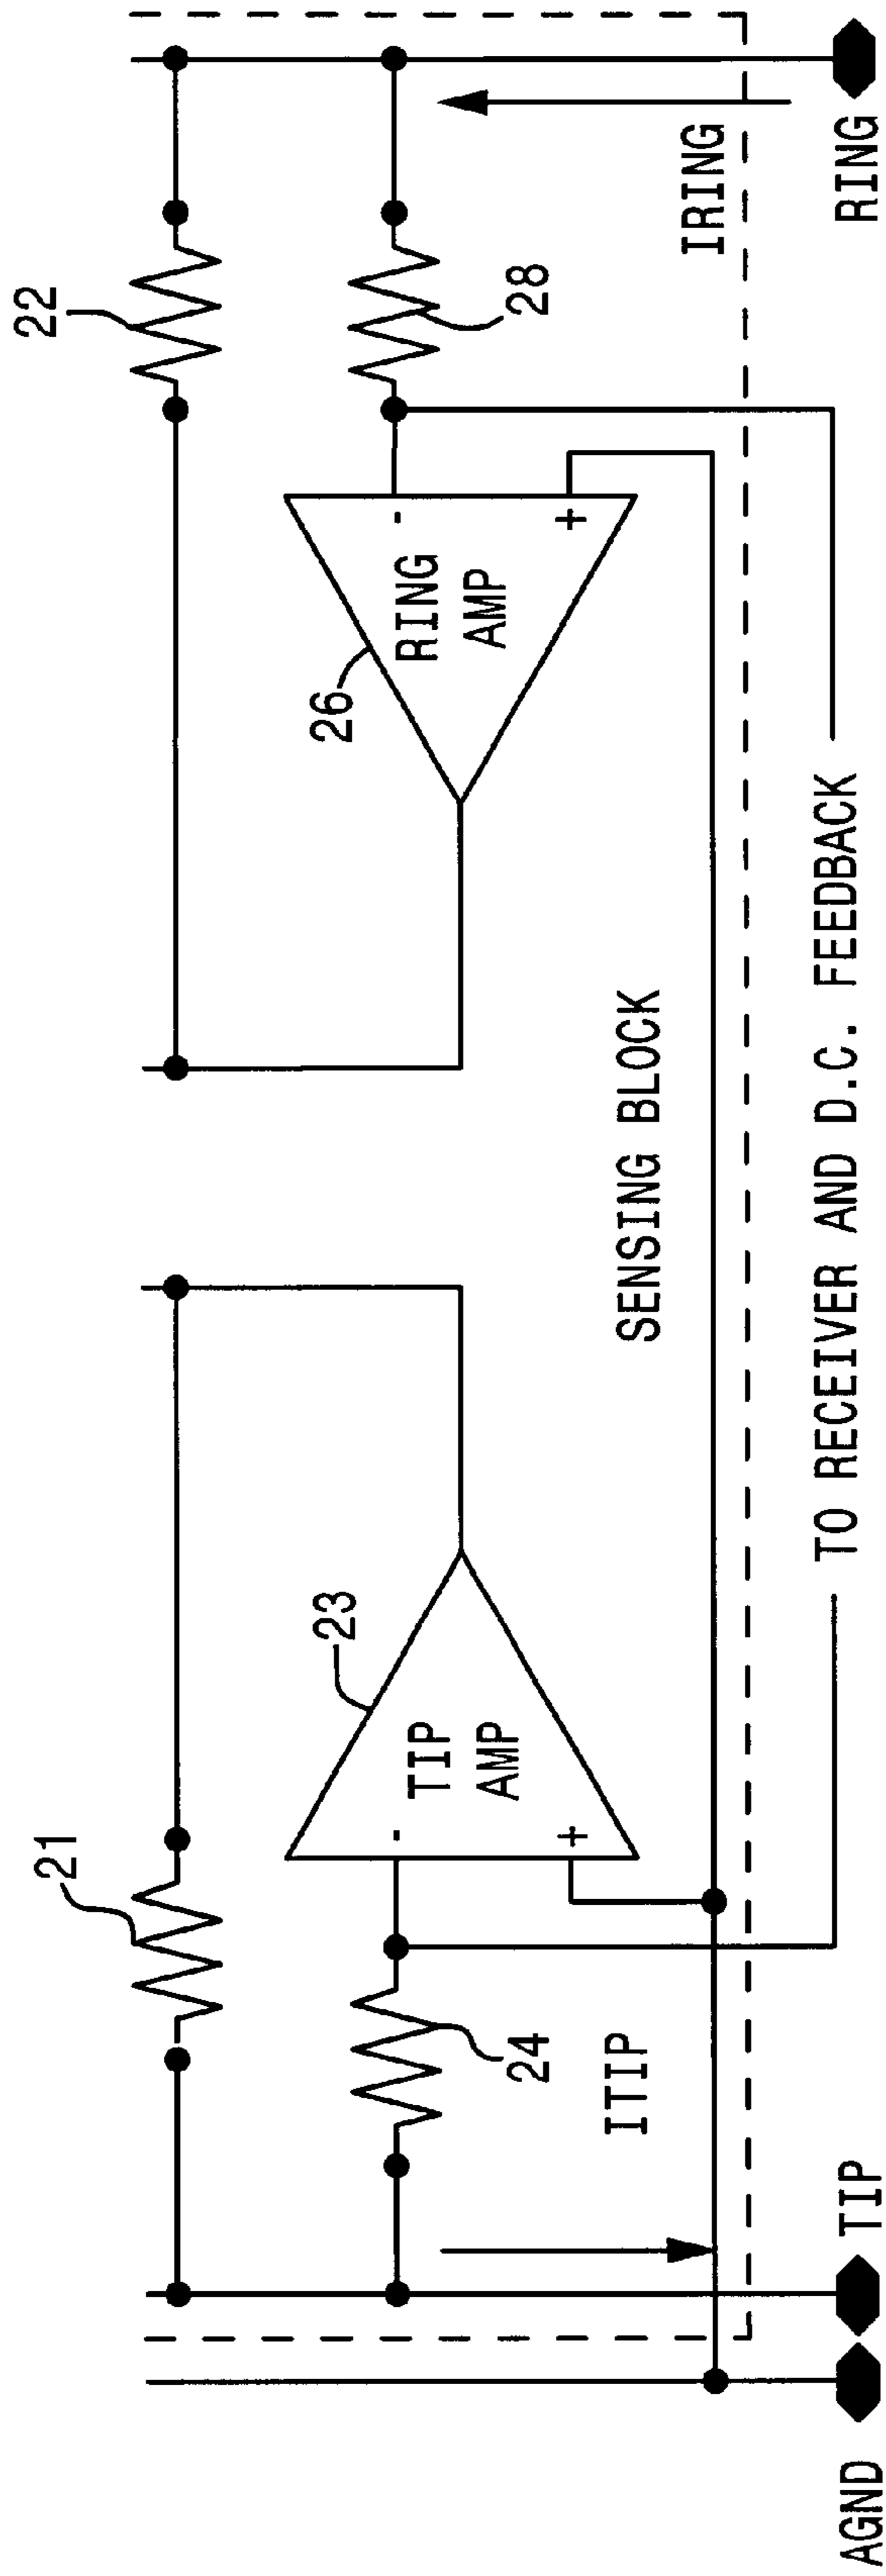 21
22
23
TIP
AMP
-
+
24
ITIP
26
RING
AMP
-
+
28
IRING
SENSING BLOCK
TO RECEIVER AND D.C. FEEDBACK
AGND
TIP
RING